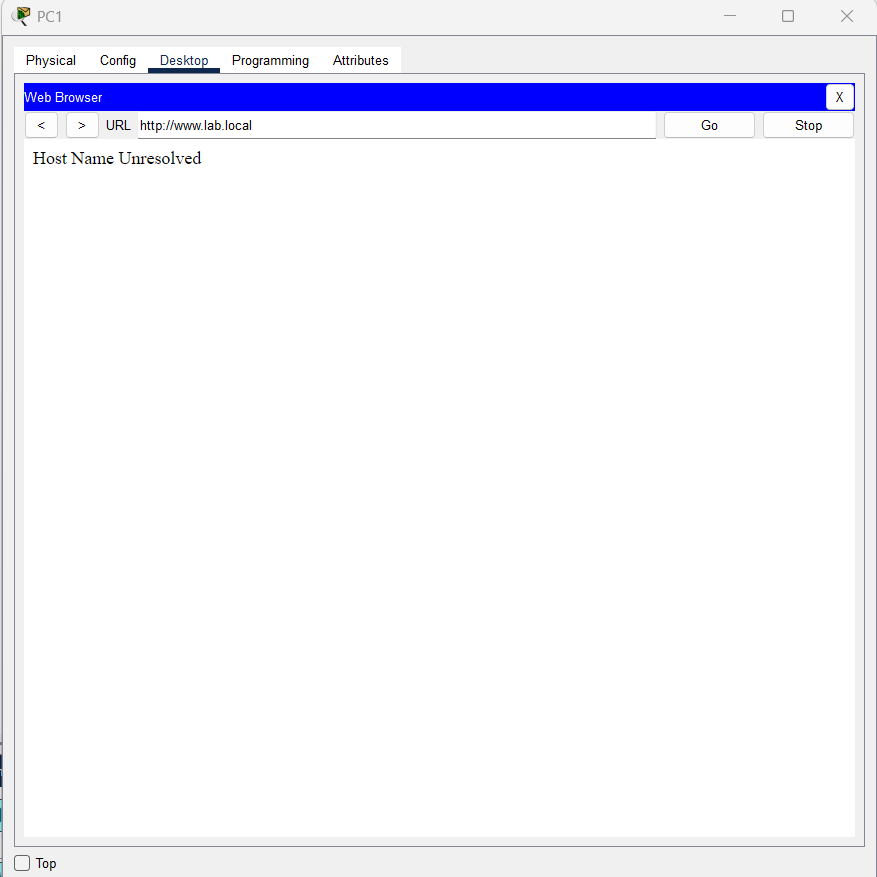 PC1
Physical Config Desktop Programming Attributes
Web Browser X
< > URL http://www.lab.local Go Stop
Host Name Unresolved
Top